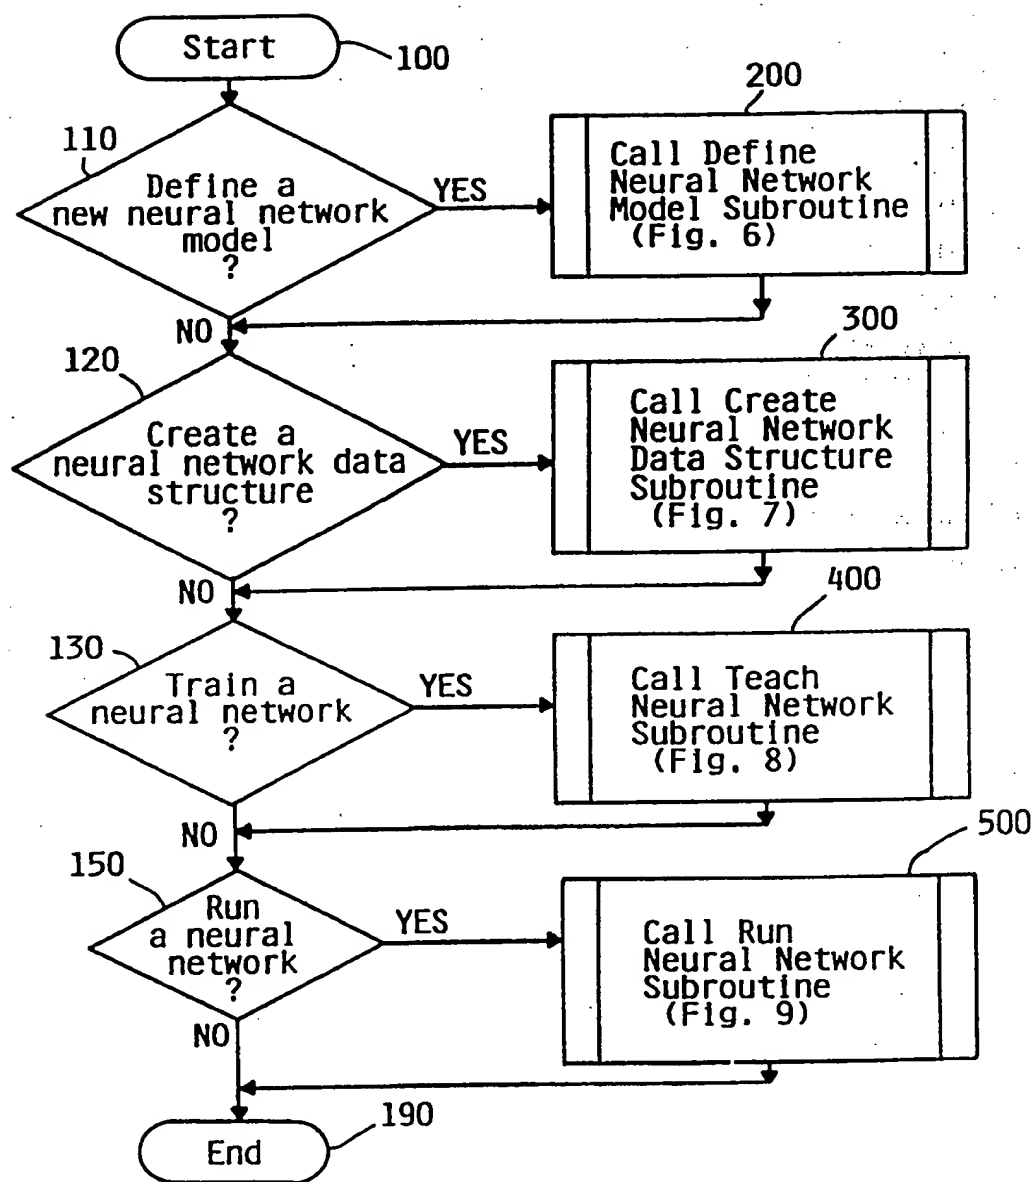 Start
100
110
Define a
new neural network
model
?
YES
200
Call Define
Neural Network
Model Subroutine
(Fig. 6)
NO
120
Create a
neural network data
structure
?
YES
300
Call Create
Neural Network
Data Structure
Subroutine
(Fig. 7)
NO
130
Train a
neural network
?
YES
400
Call Teach
Neural Network
Subroutine
(Fig. 8)
NO
150
Run
a neural
network
?
YES
500
Call Run
Neural Network
Subroutine
(Fig. 9)
NO
End
190